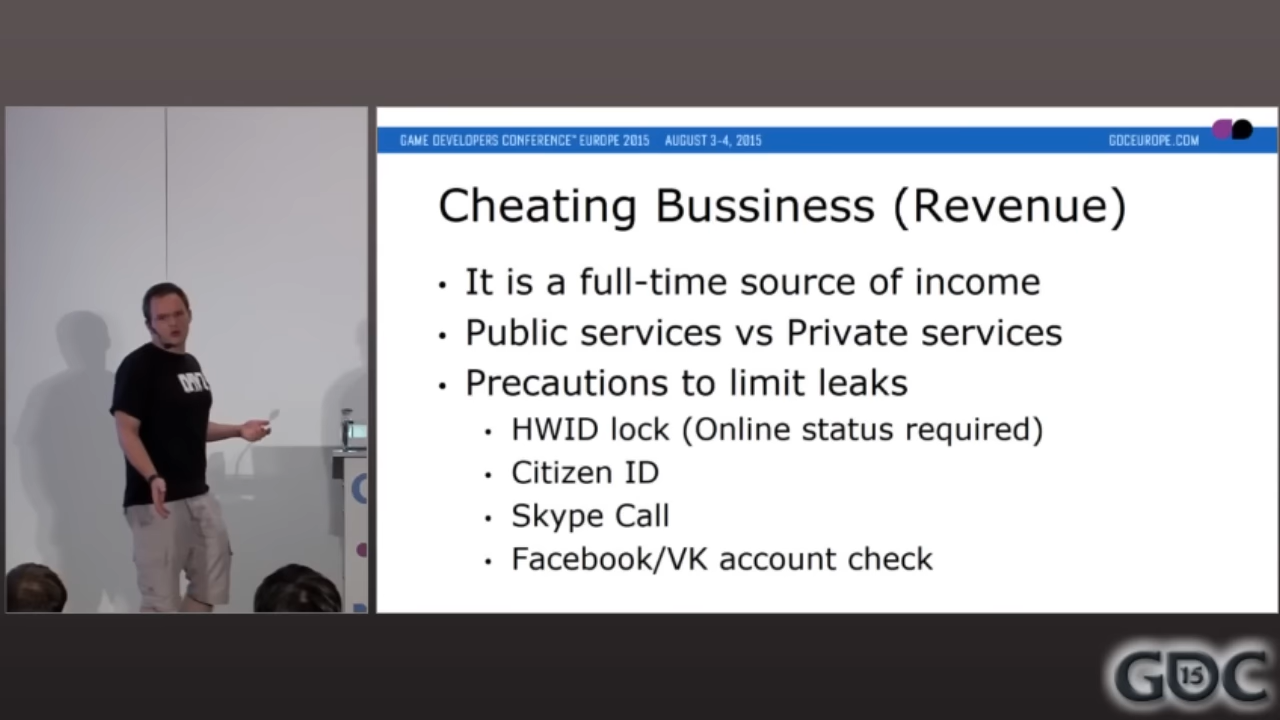 GAME DEVELOPERS CONFERENCE™ EUROPE 2015 AUGUST 3-4, 2015 GDCEUROPE.COM
Cheating Bussiness (Revenue)
• It is a full-time source of income
• Public services vs Private services
• Precautions to limit leaks
• HWID lock (Online status required)
• Citizen ID
• Skype Call
• Facebook/VK account check
DAYZ
GDC 15